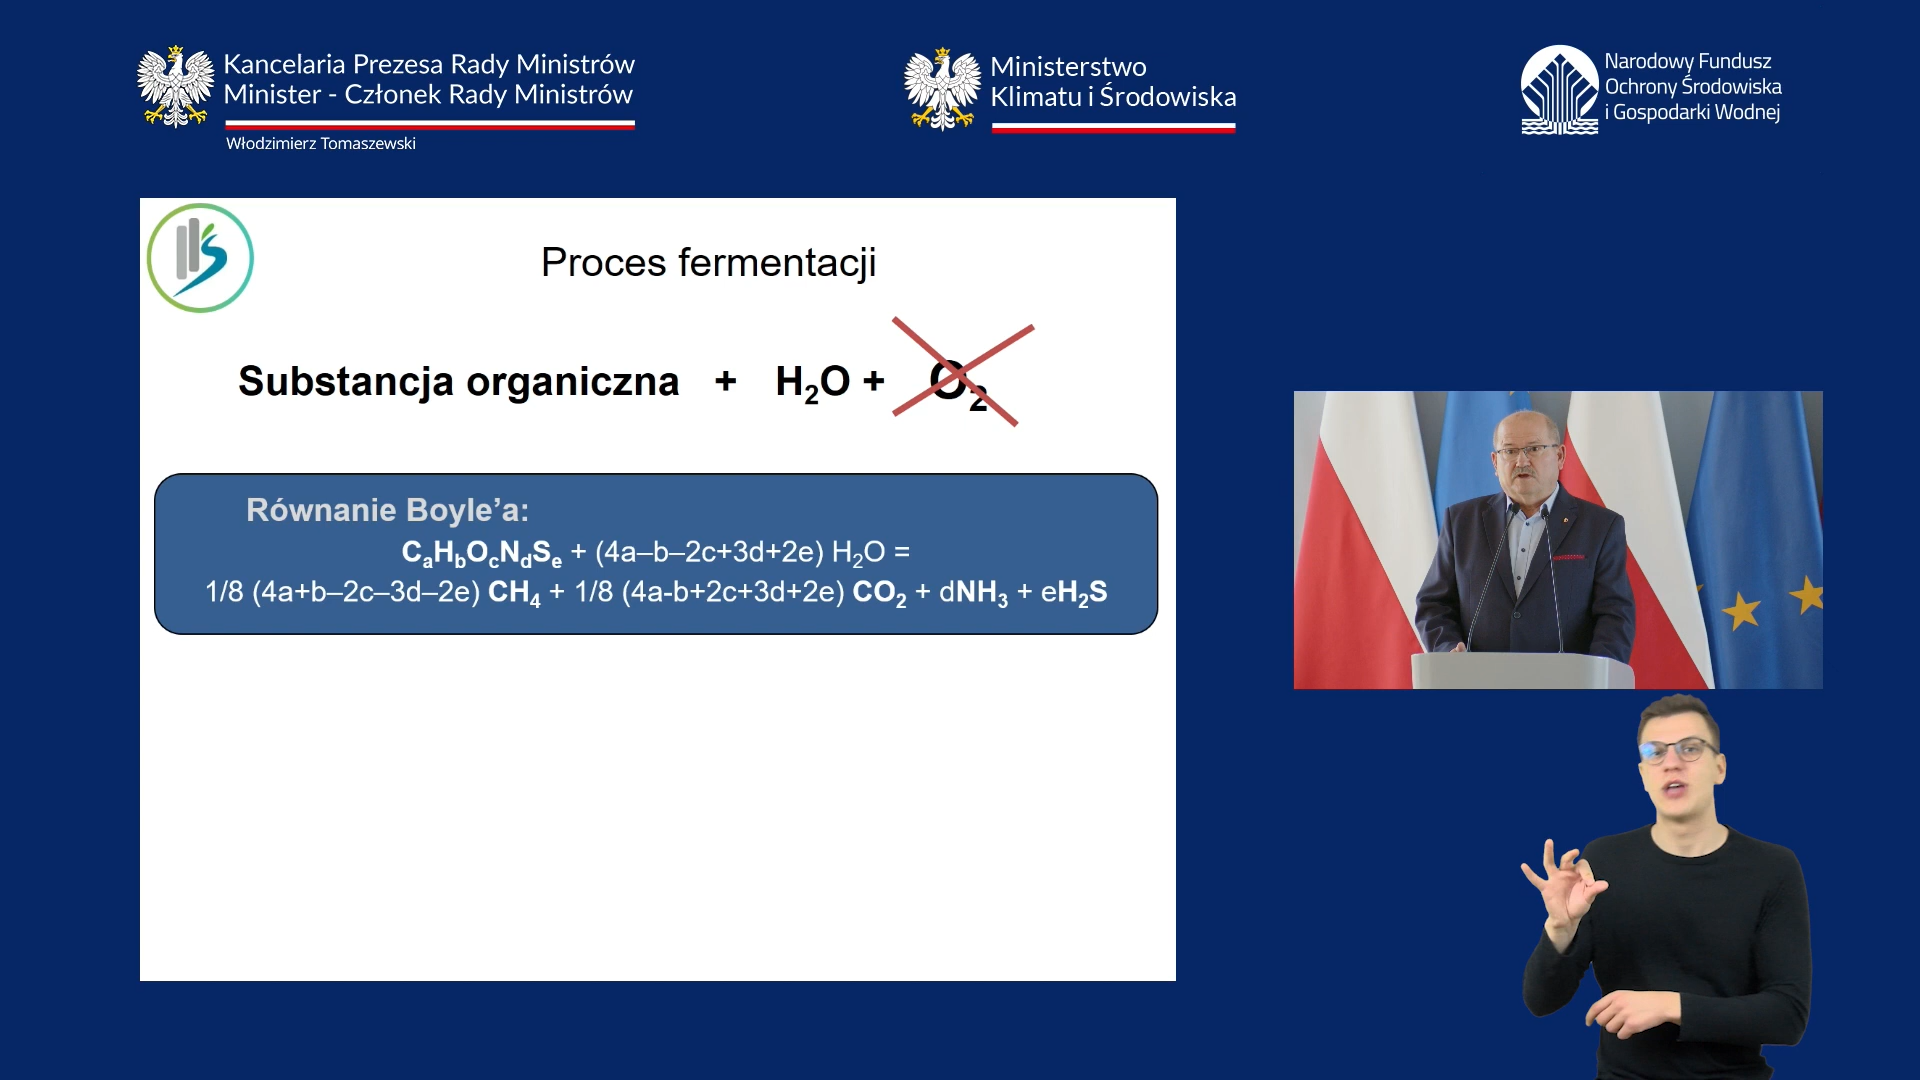 Kancelaria Prezesa Rady Ministrów
Minister - Członek Rady Ministrów
Włodzimierz Tomaszewski
Ministerstwo
Klimatu i Środowiska
Narodowy Fundusz
Ochrony Środowiska
i Gospodarki Wodnej
Proces fermentacji
Substancja organiczna + H₂O + O₂
Równanie Boyle’a:
CₐH_bO_cN_dS_e + (4a–b–2c+3d+2e) H₂O =
1/8 (4a+b–2c–3d–2e) CH₄ + 1/8 (4a-b+2c+3d+2e) CO₂ + dNH₃ + eH₂S